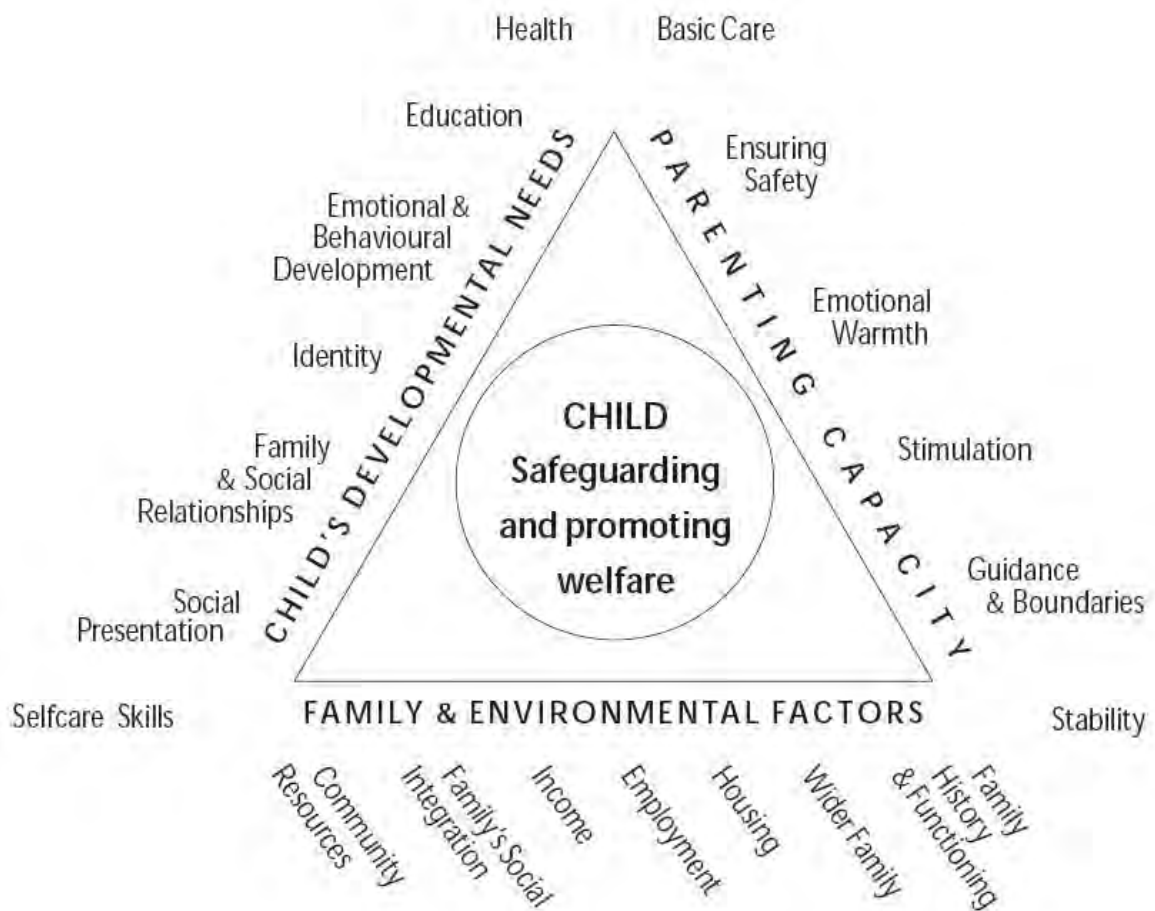 Health
Basic Care
Education
Ensuring
Safety
Emotional &
Behavioural
Development
Emotional
Warmth
Identity
Family
& Social
Relationships
Stimulation
Social
Presentation
Guidance
& Boundaries
Selfcare Skills
Stability
CHILD'S DEVELOPMENTAL NEEDS
PARENTING CAPACITY
CHILD
Safeguarding
and promoting
welfare
FAMILY & ENVIRONMENTAL FACTORS
Community
Resources
Family's Social
Integration
Income
Employment
Housing
Wider Family
Family
History
& Functioning